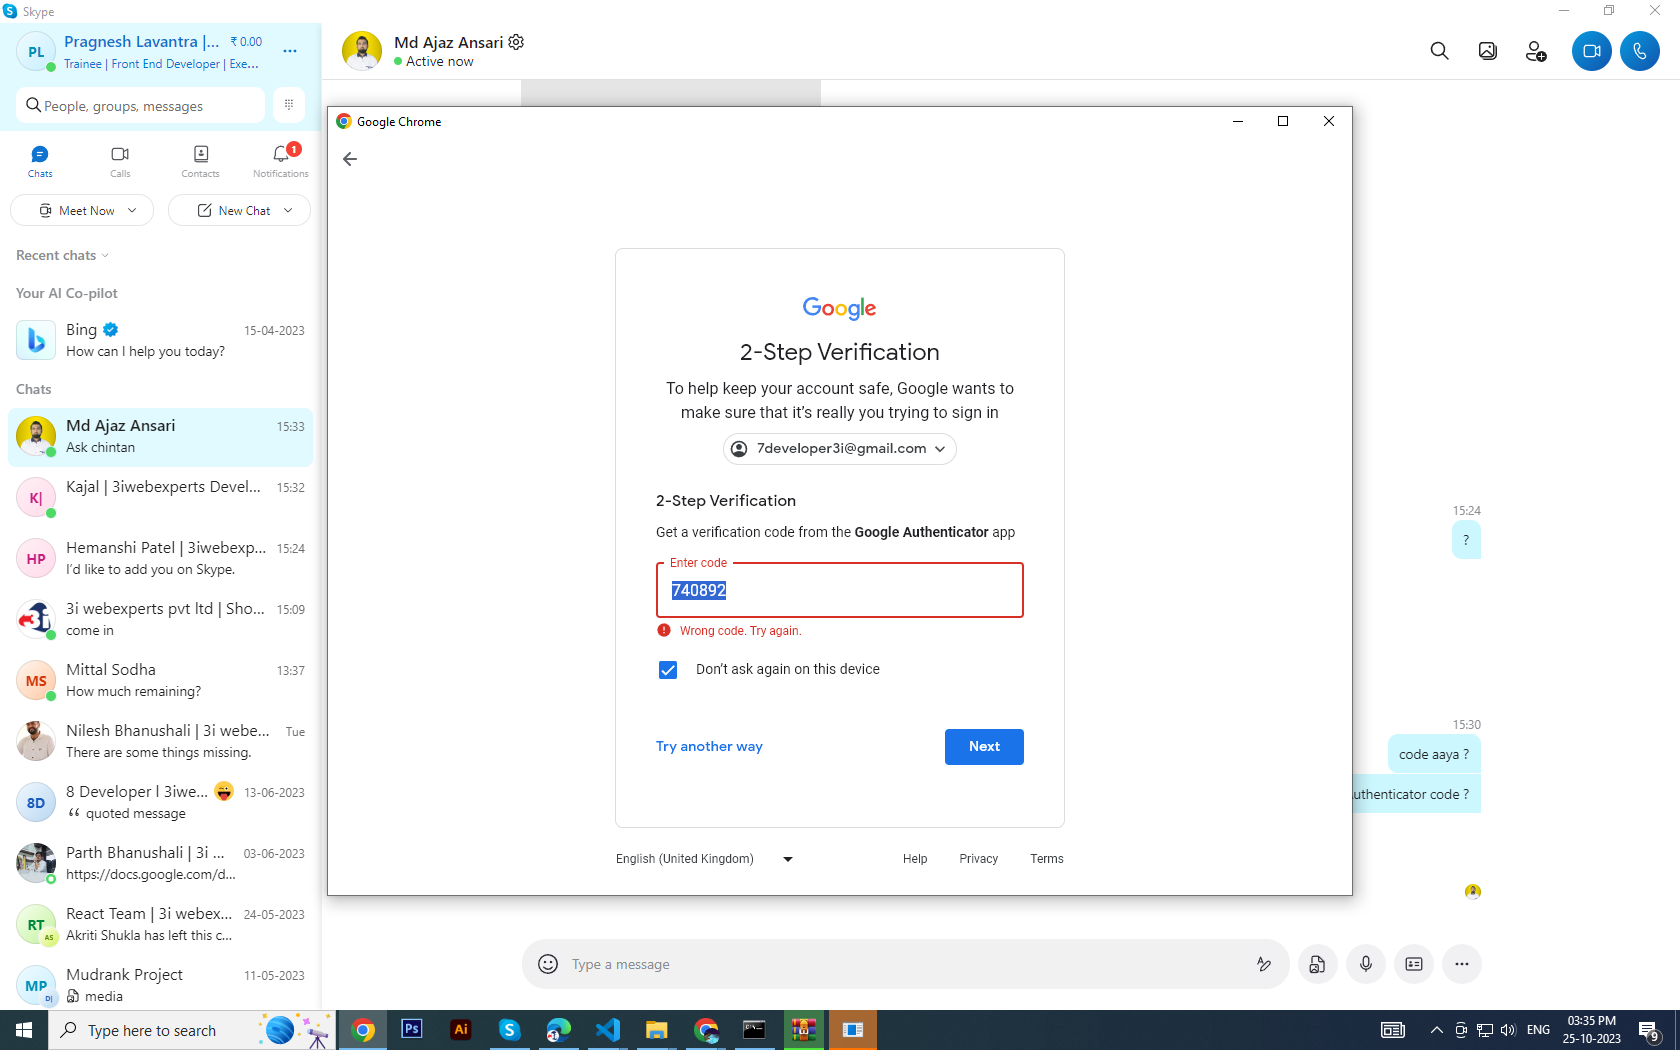 Skype
PL
Pragnesh Lavantra |...
₹ 0.00
Trainee | Front End Developer | Exe...
People, groups, messages
Chats
Calls
Contacts
1
Notifications
Meet Now
New Chat
Recent chats
Your AI Co-pilot
Bing
15-04-2023
How can I help you today?
Chats
Md Ajaz Ansari
15:33
Ask chintan
K|
Kajal | 3iwebexperts Devel...
15:32
HP
Hemanshi Patel | 3iwebexp...
15:24
I'd like to add you on Skype.
3i
3i webexperts pvt ltd | Sho...
15:09
come in
MS
Mittal Sodha
13:37
How much remaining?
Nilesh Bhanushali | 3i webe...
Tue
There are some things missing.
8D
8 Developer l 3iwe...
13-06-2023
quoted message
Parth Bhanushali | 3i ...
03-06-2023
https://docs.google.com/d...
RT
AS
React Team | 3i webex...
24-05-2023
Akriti Shukla has left this c...
MP
D|
Mudrank Project
11-05-2023
media
Md Ajaz Ansari
Active now
Google Chrome
Google
2-Step Verification
To help keep your account safe, Google wants to
make sure that it's really you trying to sign in
7developer3i@gmail.com
2-Step Verification
Get a verification code from the Google Authenticator app
Enter code
740892
Wrong code. Try again.
Don't ask again on this device
Try another way
Next
English (United Kingdom)
Help
Privacy
Terms
15:24
?
15:30
code aaya ?
uthenticator code ?
Type a message
Type here to search
Ps
Ai
ENG
03:35 PM
25-10-2023
9